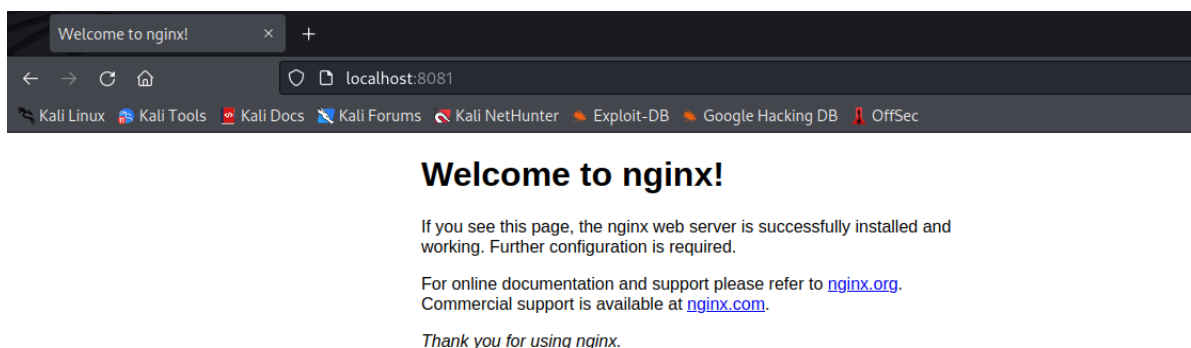 Welcome to nginx!
localhost:8081
Kali Linux Kali Tools Kali Docs Kali Forums Kali NetHunter Exploit-DB Google Hacking DB OffSec
Welcome to nginx!
If you see this page, the nginx web server is successfully installed and
working. Further configuration is required.
For online documentation and support please refer to nginx.org.
Commercial support is available at nginx.com.
Thank you for using nginx.